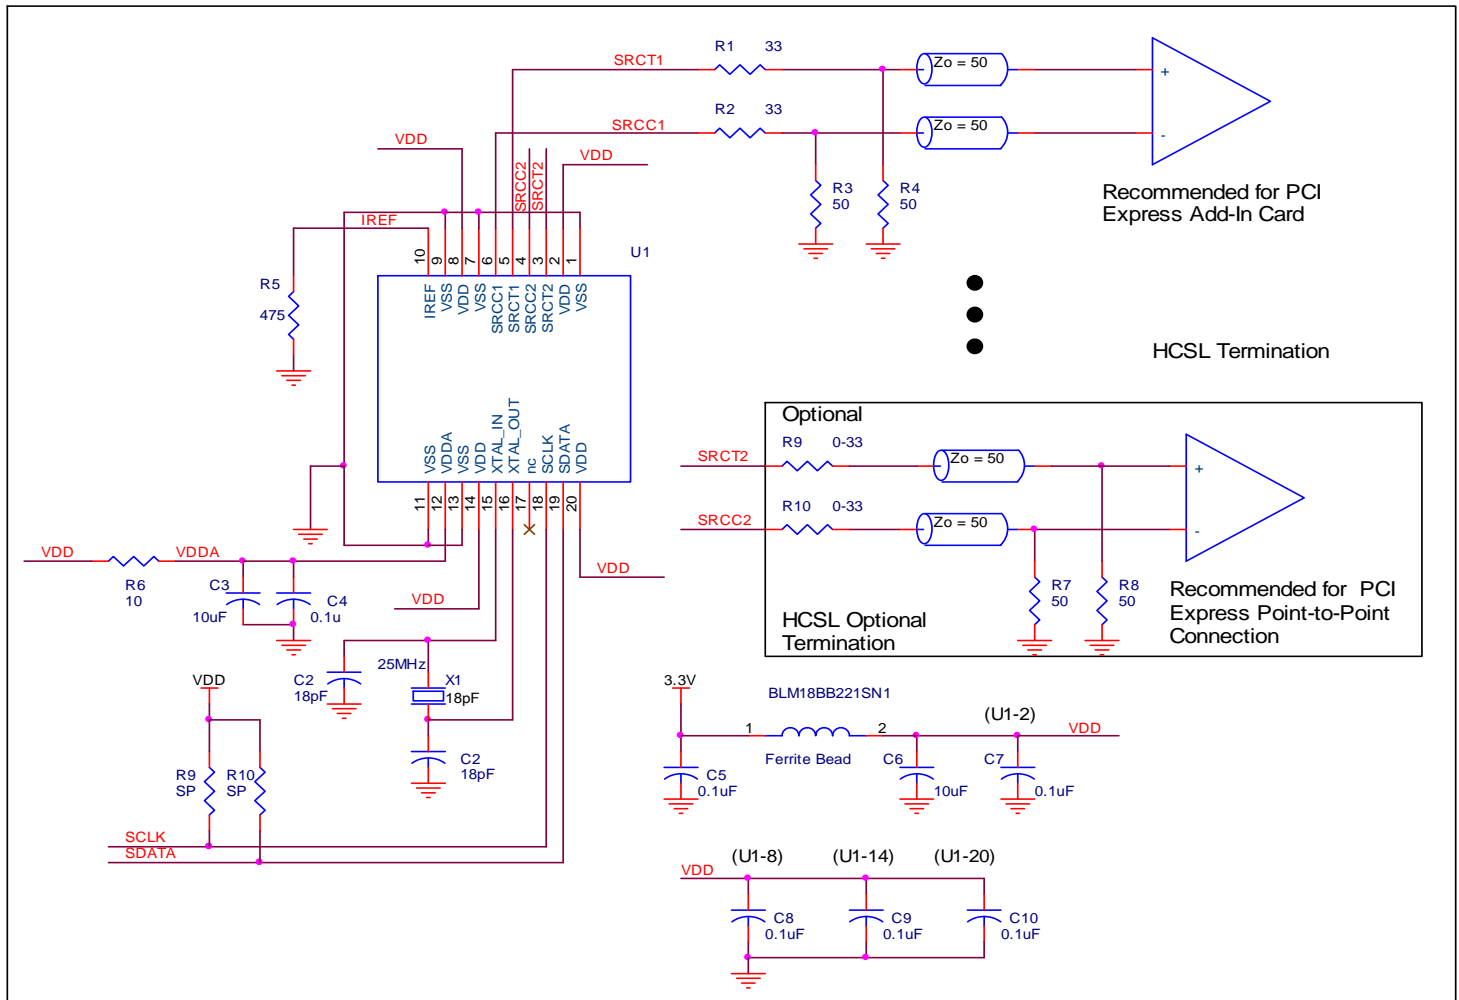 R1 33
SRCT1
Zo = 50
+
R2 33
SRCC1
Zo = 50
-
VDD
SRCC2
SRCT2
VDD
R3
50
R4
50
Recommended for PCI
Express Add-In Card
IREF
U1
10 9 8 7 6 5 4 3 2 1
IREF VSS VDD VSS SRCC1 SRCT1 SRCC2 SRCT2 VDD VSS
R5
475
HCSL Termination
VSS VDDA VSS VDD XTAL_IN XTAL_OUT nc SCLK SDATA VDD
11 12 13 14 15 16 17 18 19 20
Optional
R9 0-33
SRCT2
Zo = 50
+
R10 0-33
SRCC2
Zo = 50
-
R7
50
R8
50
HCSL Optional
Termination
Recommended for PCI
Express Point-to-Point
Connection
VDD
R6
10
VDDA
C3
10uF
C4
0.1u
VDD
VDD
25MHz
C2
18pF
X1
18pF
C2
18pF
VDD
R9
SP
R10
SP
SCLK
SDATA
3.3V
BLM18BB221SN1
1 2
Ferrite Bead
(U1-2)
VDD
C5
0.1uF
C6
10uF
C7
0.1uF
(U1-8) (U1-14) (U1-20)
VDD
C8
0.1uF
C9
0.1uF
C10
0.1uF